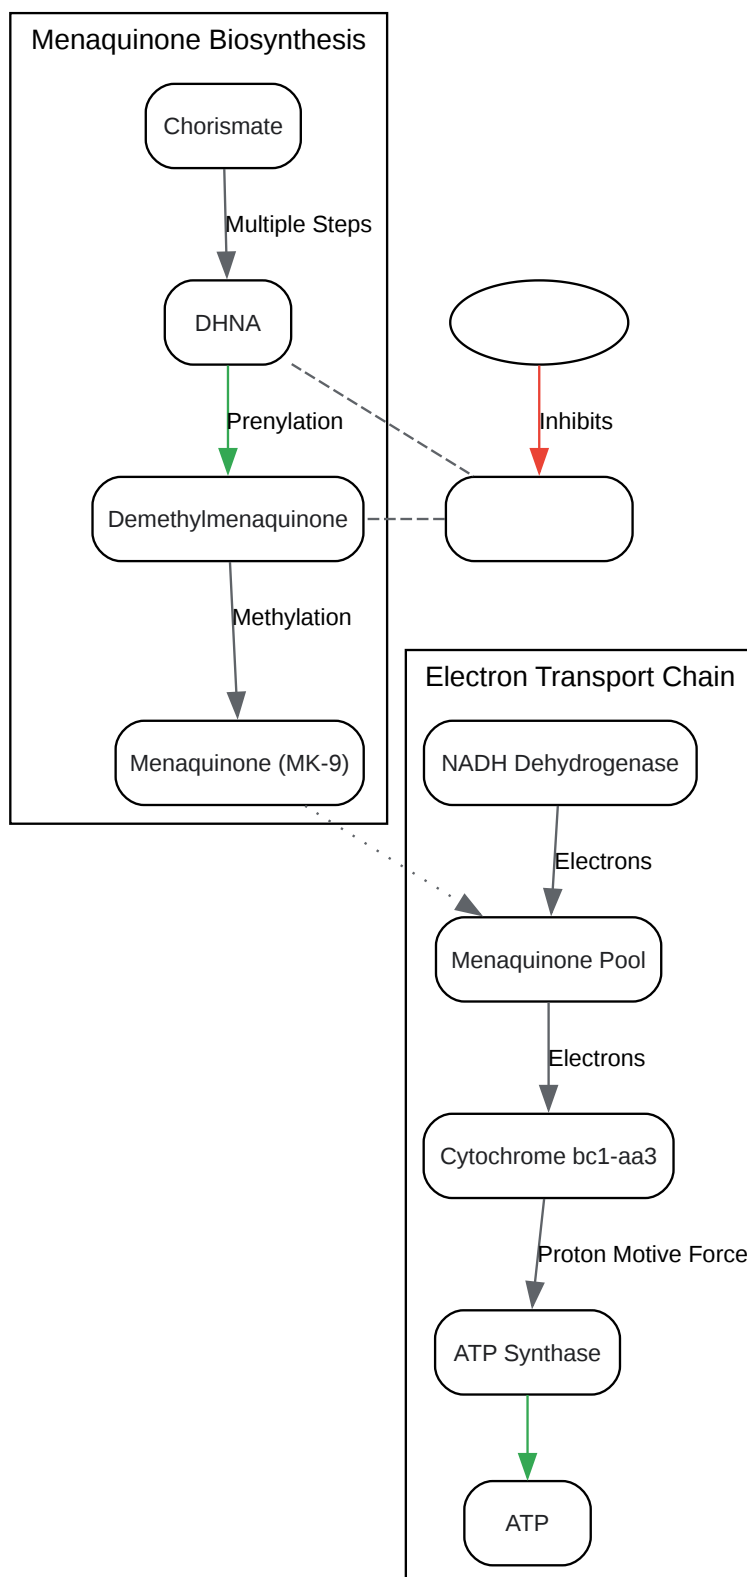 Menaquinone Biosynthesis
Chorismate
Multiple Steps
DHNA
Prenylation
Inhibits
Demethylmenaquinone
Methylation
Electron Transport Chain
Menaquinone (MK-9)
NADH Dehydrogenase
Electrons
Menaquinone Pool
Electrons
Cytochrome bc1-aa3
Proton Motive Force
ATP Synthase
ATP